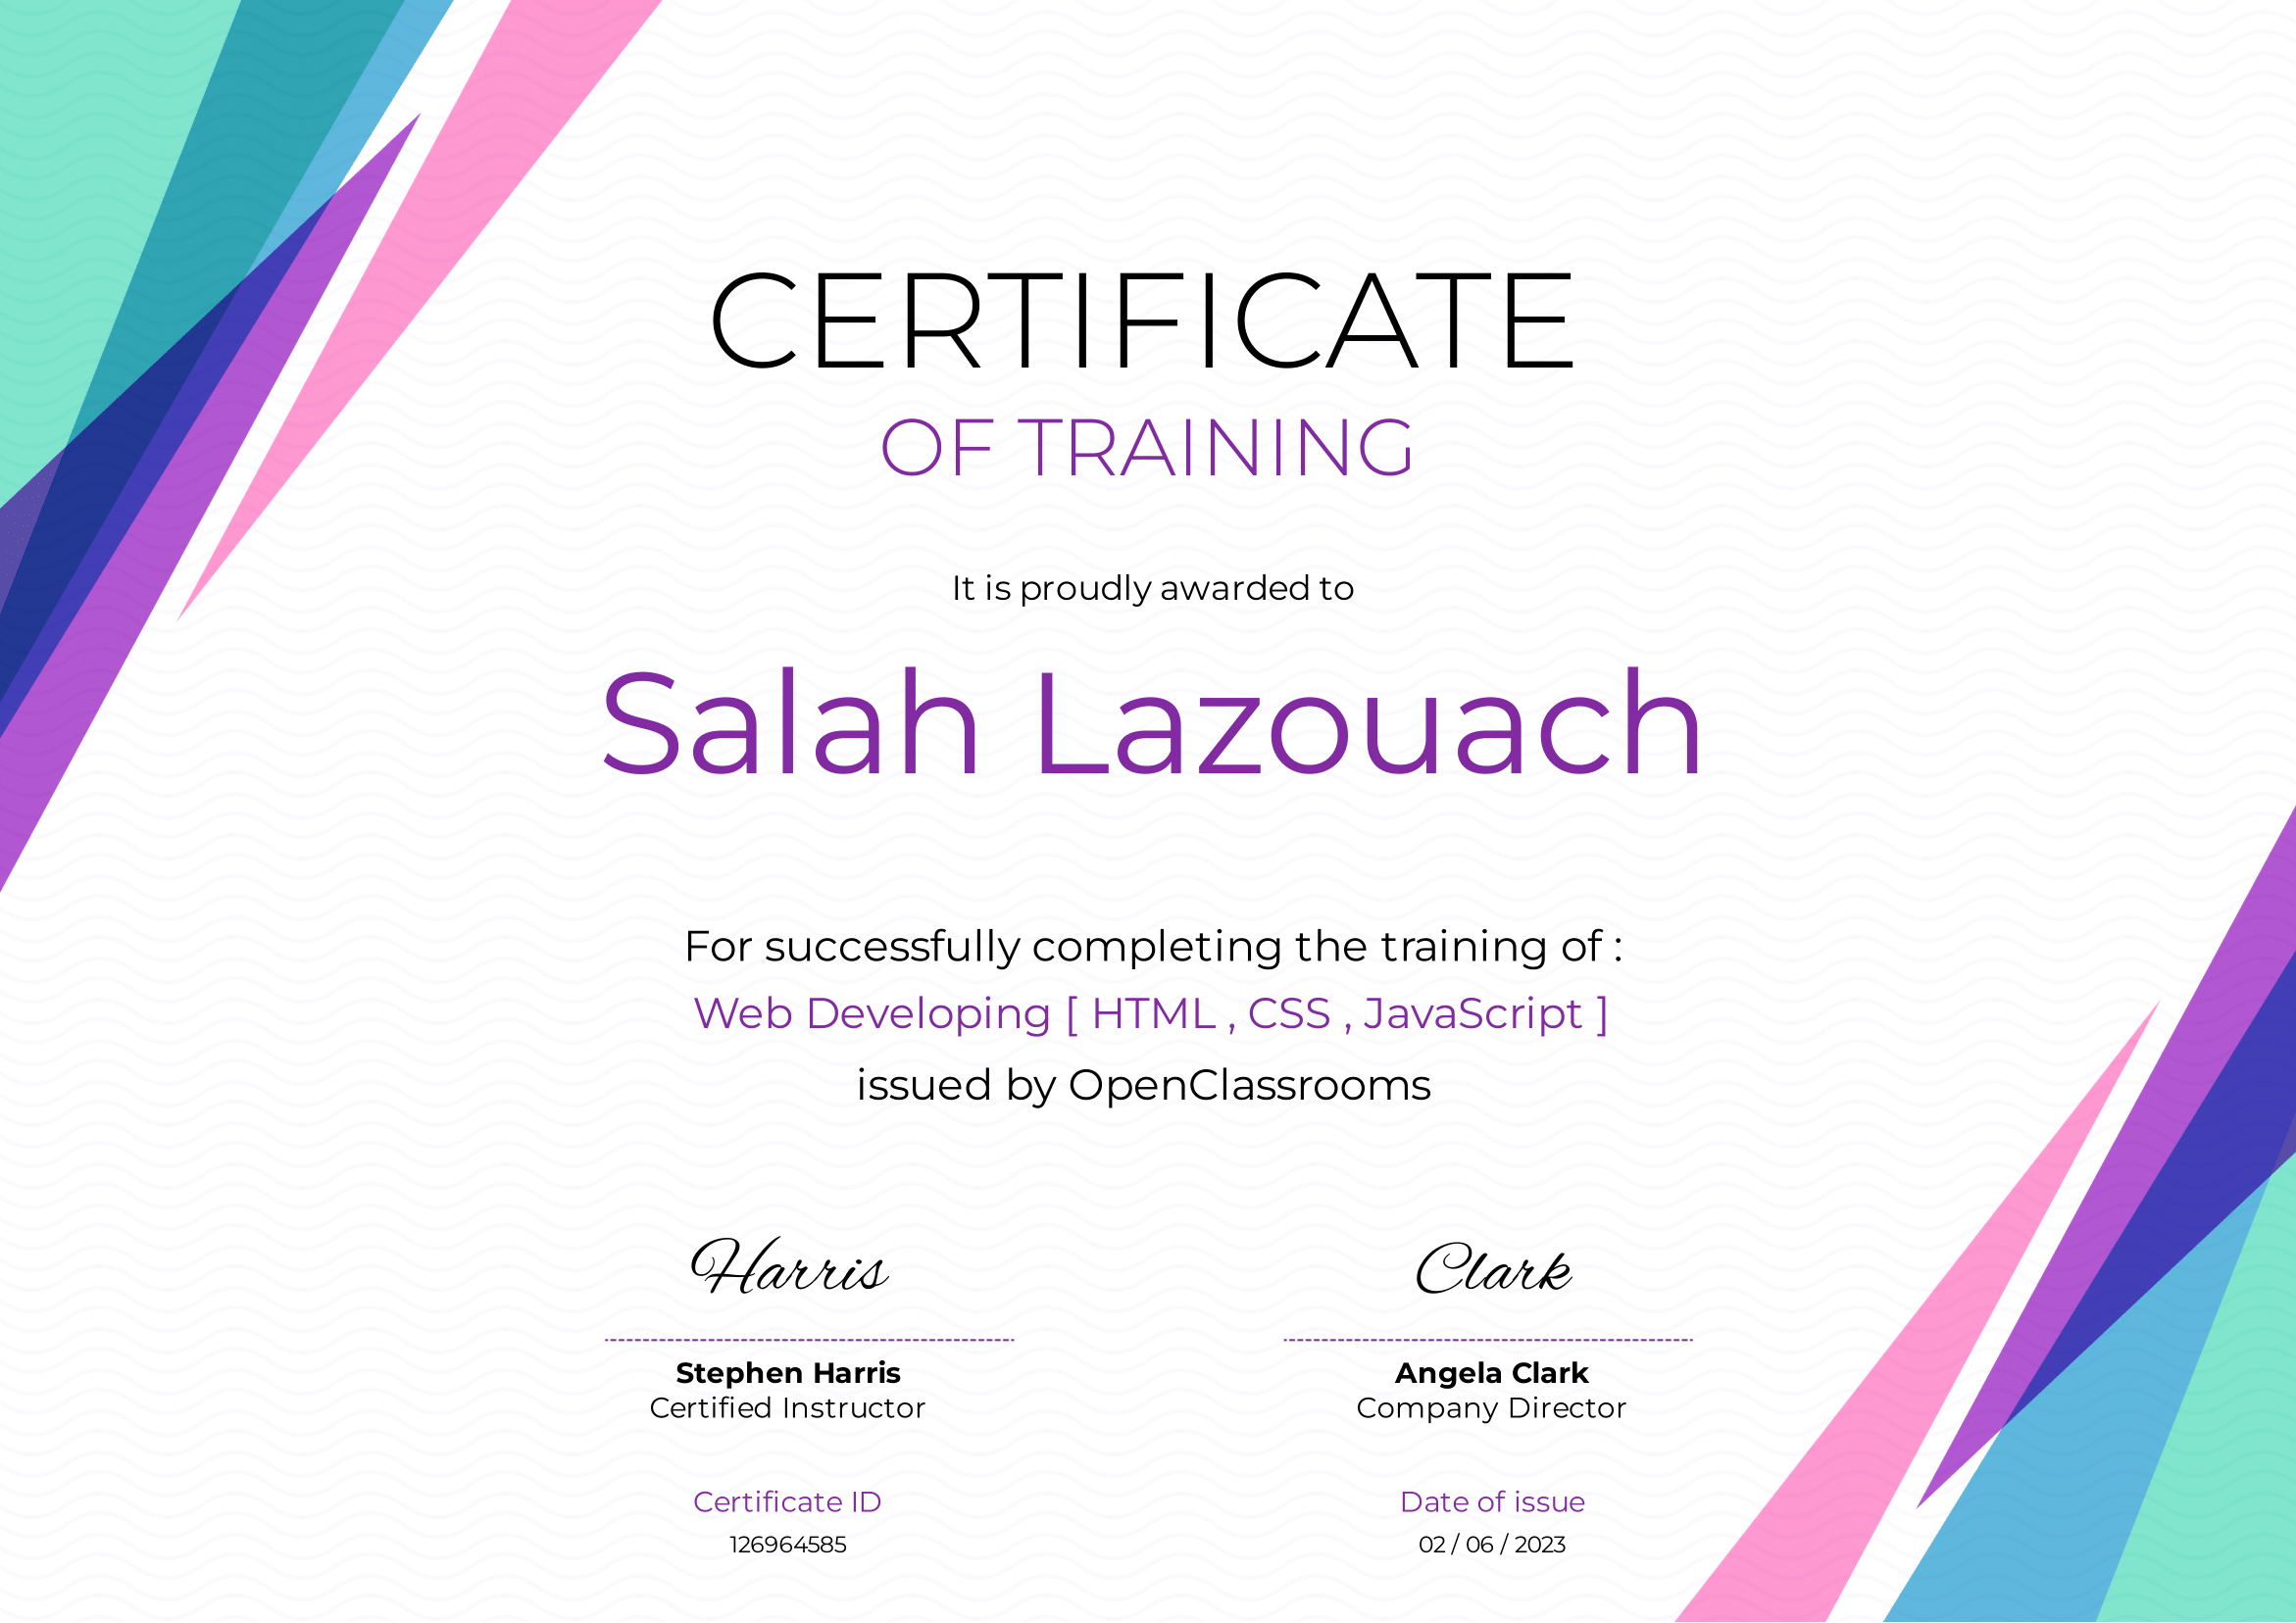 CERTIFICATE
OF TRAINING
It is proudly awarded to
Salah Lazouach
For successfully completing the training of :
Web Developing [ HTML , CSS , JavaScript ]
issued by OpenClassrooms
Harris
Clark
Stephen Harris
Angela Clark
Certified Instructor
Company Director
Certificate ID
Date of issue
126964585
02 / 06 / 2023